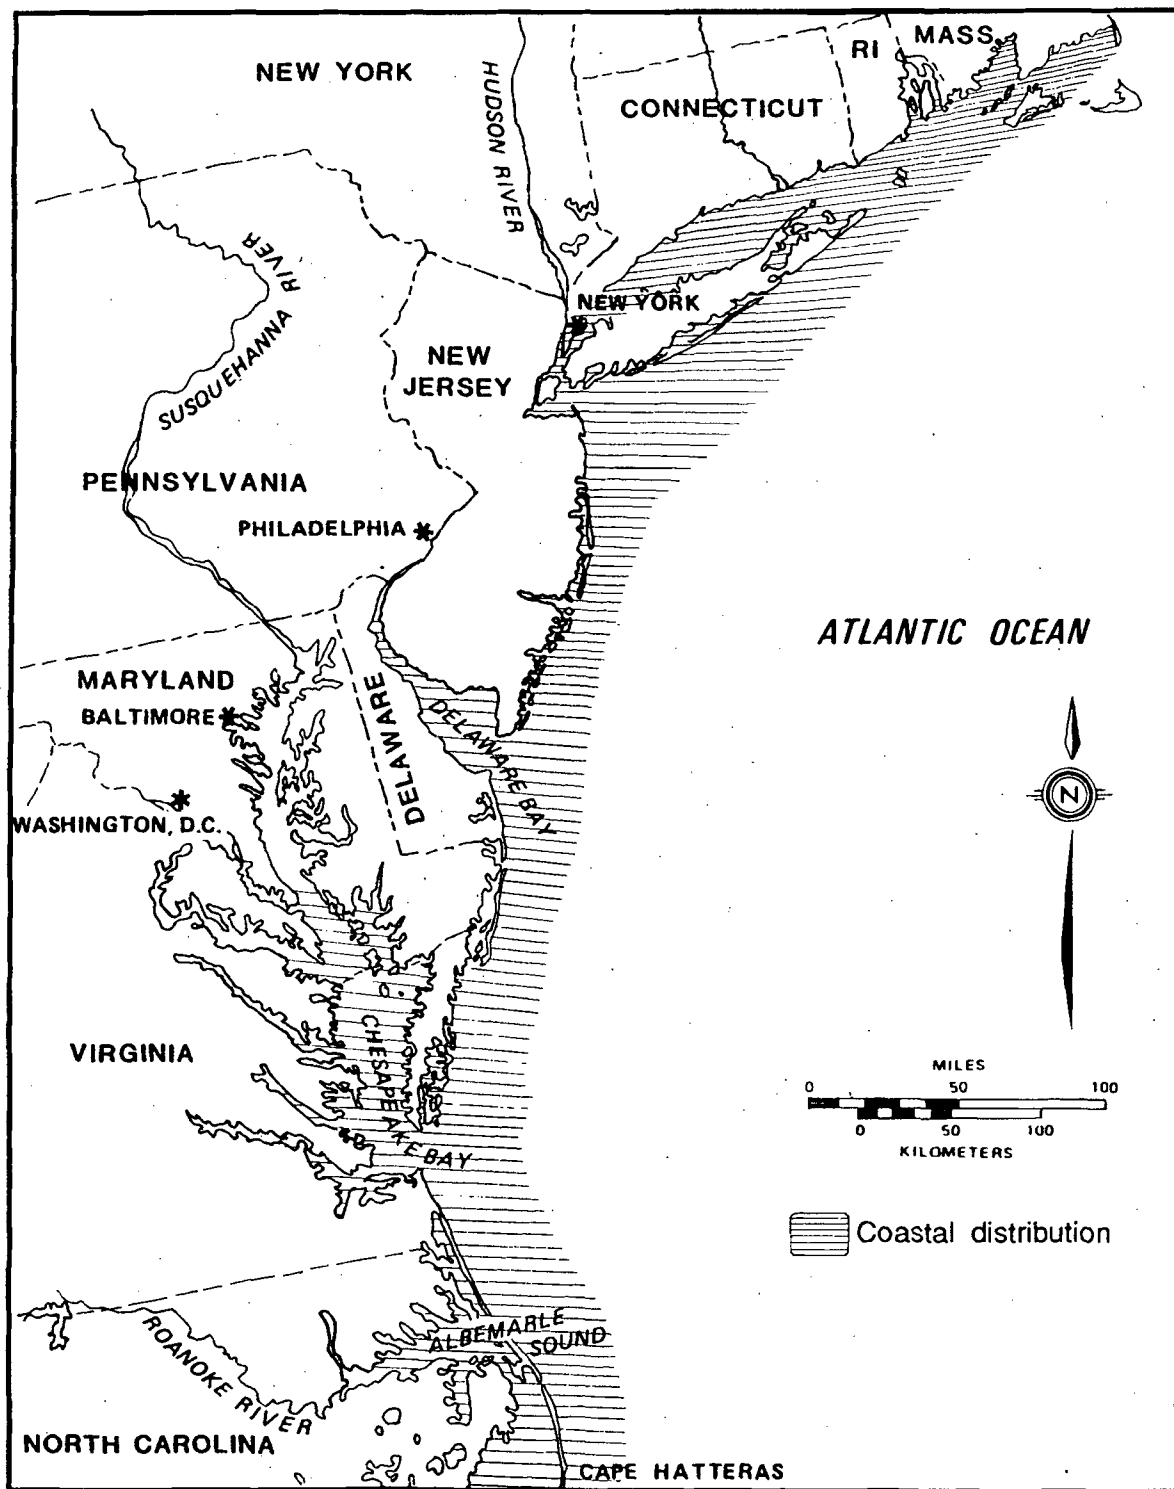 NEW YORK
HUDSON RIVER
CONNECTICUT
RI
MASS
SUSQUEHANNA RIVER
NEW YORK
NEW
JERSEY
PENNSYLVANIA
PHILADELPHIA
ATLANTIC OCEAN
MARYLAND
BALTIMORE
DELAWARE
DELAWARE BAY
WASHINGTON, D.C.
N
VIRGINIA
CHESAPEAKE BAY
MILES
0 50 100
0 50 100
KILOMETERS
Coastal distribution
ALBEMARLE
SOUND
ROANOKE RIVER
NORTH CAROLINA
CAPE HATTERAS